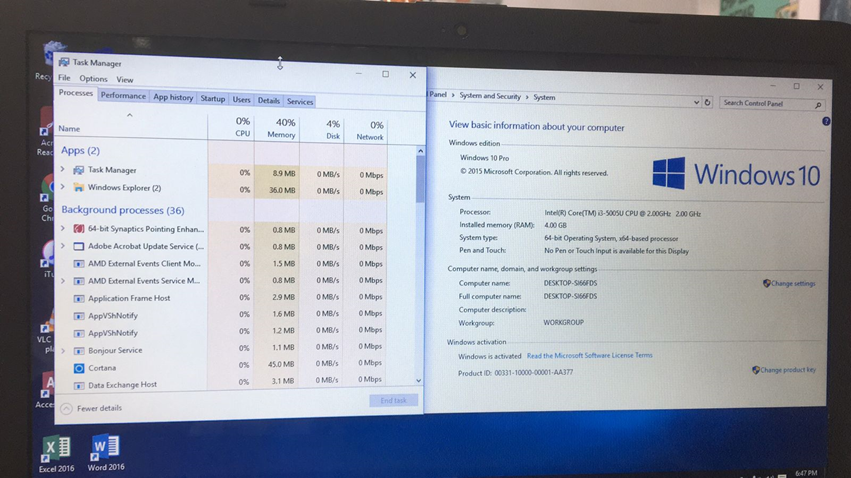 Task Manager
File Options View
Processes Performance App history Startup Users Details Services
0% 40% 4% 0%
Name CPU Memory Disk Network
Apps (2)
Task Manager 0% 8.9 MB 0 MB/s 0 Mbps
Windows Explorer (2) 0% 36.0 MB 0 MB/s 0 Mbps
Background processes (36)
64-bit Synaptics Pointing Enhan... 0% 0.8 MB 0 MB/s 0 Mbps
Adobe Acrobat Update Service (... 0% 0.8 MB 0 MB/s 0 Mbps
AMD External Events Client Mo... 0% 1.5 MB 0 MB/s 0 Mbps
AMD External Events Service M... 0% 0.8 MB 0 MB/s 0 Mbps
Application Frame Host 0% 2.9 MB 0 MB/s 0 Mbps
AppVShNotify 0% 1.6 MB 0 MB/s 0 Mbps
AppVShNotify 0% 1.2 MB 0 MB/s 0 Mbps
Bonjour Service 0% 1.1 MB 0 MB/s 0 Mbps
Cortana 0% 45.0 MB 0 MB/s 0 Mbps
Data Exchange Host 0% 3.1 MB 0 MB/s 0 Mbps
Fewer details End task
Panel System and Security System
Search Control Panel
View basic information about your computer
Windows edition
Windows 10 Pro
© 2015 Microsoft Corporation. All rights reserved.
Windows 10
System
Processor: Intel(R) Core(TM) i3-5005U CPU @ 2.00GHz 2.00 GHz
Installed memory (RAM): 4.00 GB
System type: 64-bit Operating System, x64-based processor
Pen and Touch: No Pen or Touch Input is available for this Display
Computer name, domain, and workgroup settings
Computer name: DESKTOP-SI66FDS Change settings
Full computer name: DESKTOP-SI66FDS
Computer description:
Workgroup: WORKGROUP
Windows activation
Windows is activated Read the Microsoft Software License Terms
Product ID: 00331-10000-00001-AA377 Change product key
Recy
Acr
Rea
Go
Chr
iTu
VLC
pla
Acce
Excel 2016 Word 2016
6:47 PM